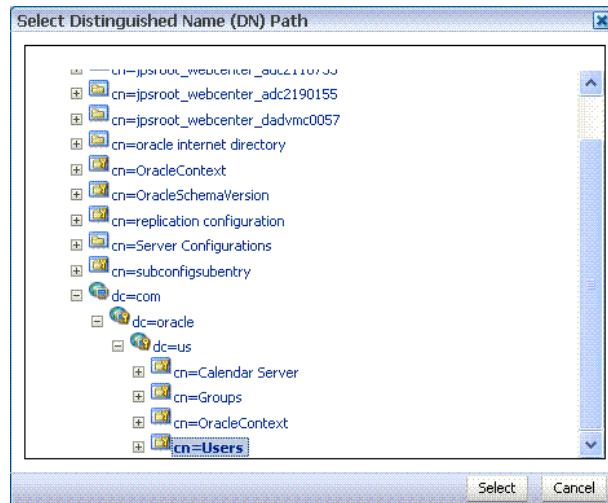 Select Distinguished Name (DN) Path
cn=jpsroot_webcenter_adc2190155
cn=jpsroot_webcenter_dadvmc0057
cn=oracle internet directory
cn=OracleContext
cn=OracleSchemaVersion
cn=replication configuration
cn=Server Configurations
cn=subconfigsubentry
dc=com
dc=oracle
dc=us
cn=Calendar Server
cn=Groups
cn=OracleContext
cn=Users
Select Cancel